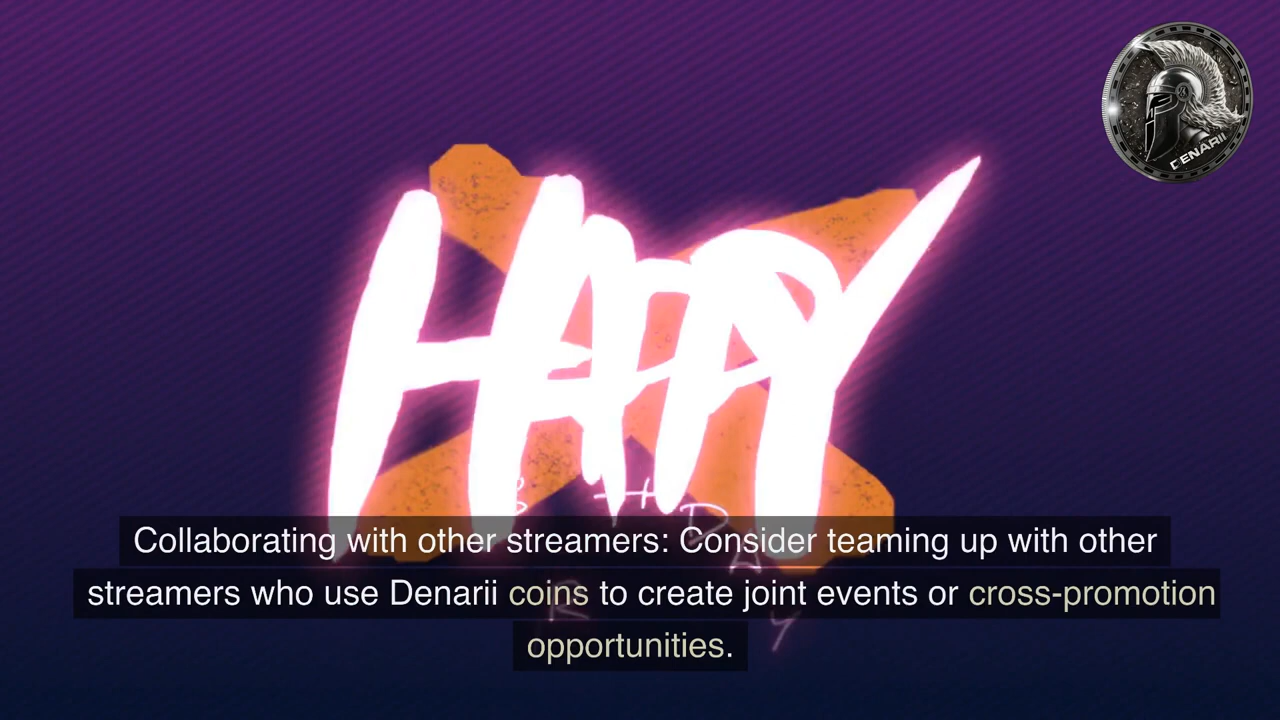 DENARII
HAPPY
Collaborating with other streamers: Consider teaming up with other
streamers who use Denarii coins to create joint events or cross-promotion
opportunities.